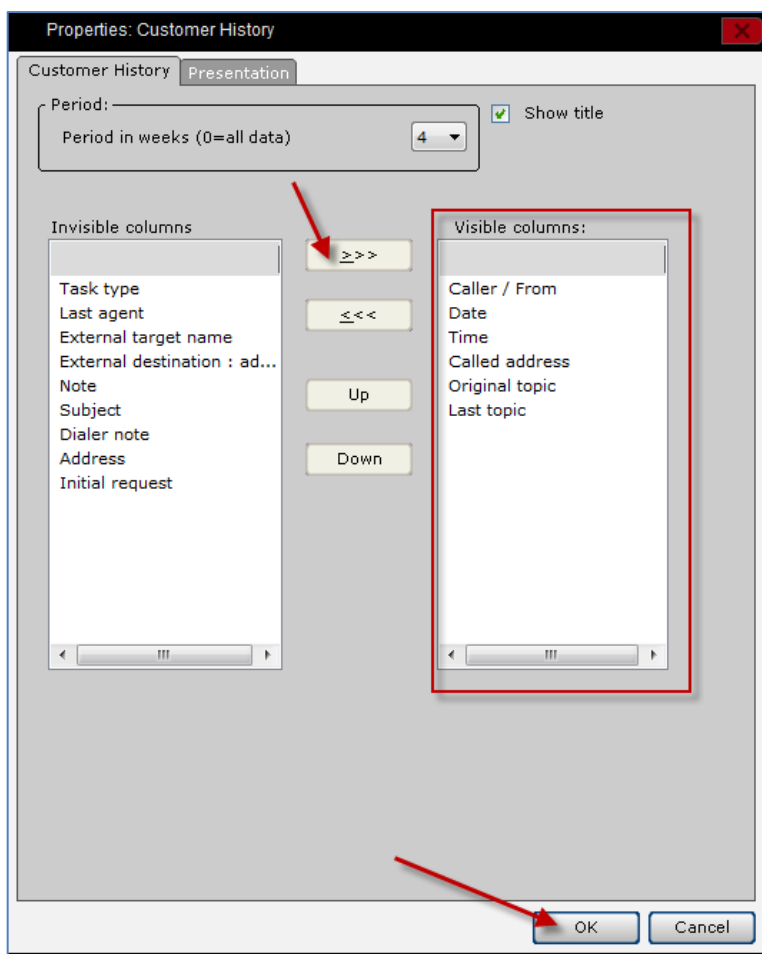 Properties: Customer History
Customer History Presentation
Period:
Period in weeks (0=all data) 4
Show title
Invisible columns
Task type
Last agent
External target name
External destination : ad...
Note
Subject
Dialer note
Address
Initial request
>>>
<<<
Up
Down
Visible columns:
Caller / From
Date
Time
Called address
Original topic
Last topic
OK Cancel